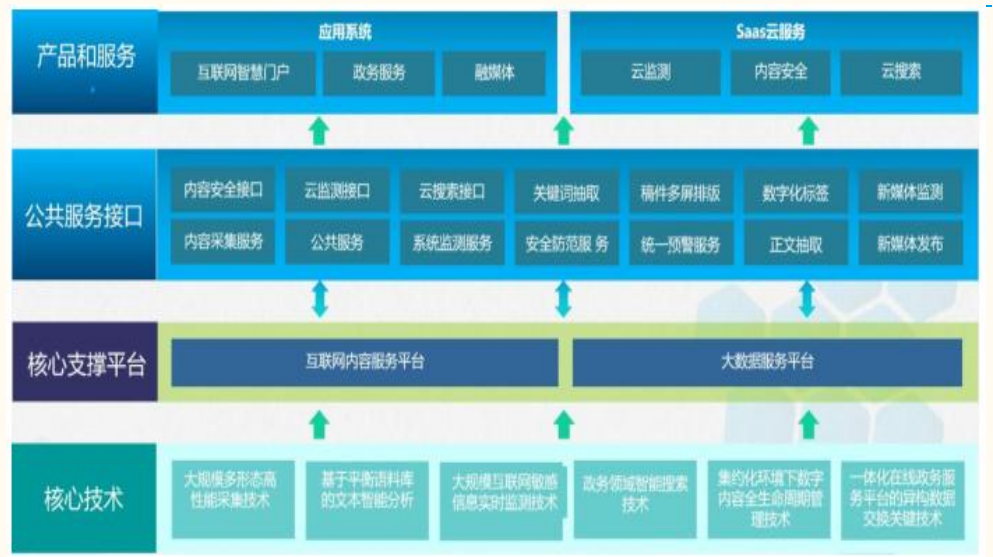 产品和服务
应用系统
互联网智慧门户
政务服务
融媒体
Saas云服务
云监测
内容安全
云搜索
公共服务接口
内容安全接口
云监测接口
云搜索接口
关键词抽取
稿件多屏排版
数字化标签
新媒体监测
内容采集服务
公共服务
系统监测服务
安全防范服 务
统一预警服务
正文抽取
新媒体发布
核心支撑平台
互联网内容服务平台
大数据服务平台
核心技术
大规模多形态高
性能采集技术
基于平衡语料库
的文本智能分析
大规模互联网敏感
信息实时监测技术
政务领域智能搜索
技术
集约化环境下数字
内容全生命周期管
理技术
一体化在线政务服
务平台的异构数据
交换关键技术